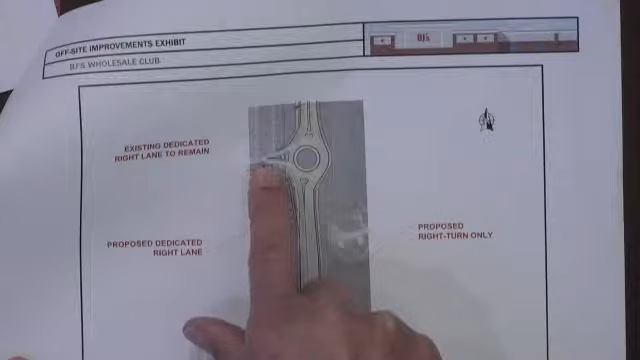 OFF-SITE IMPROVEMENTS EXHIBIT
BJ'S WHOLESALE CLUB
BJ's
EXISTING DEDICATED
RIGHT LANE TO REMAIN
PROPOSED DEDICATED
RIGHT LANE
PROPOSED
RIGHT-TURN ONLY